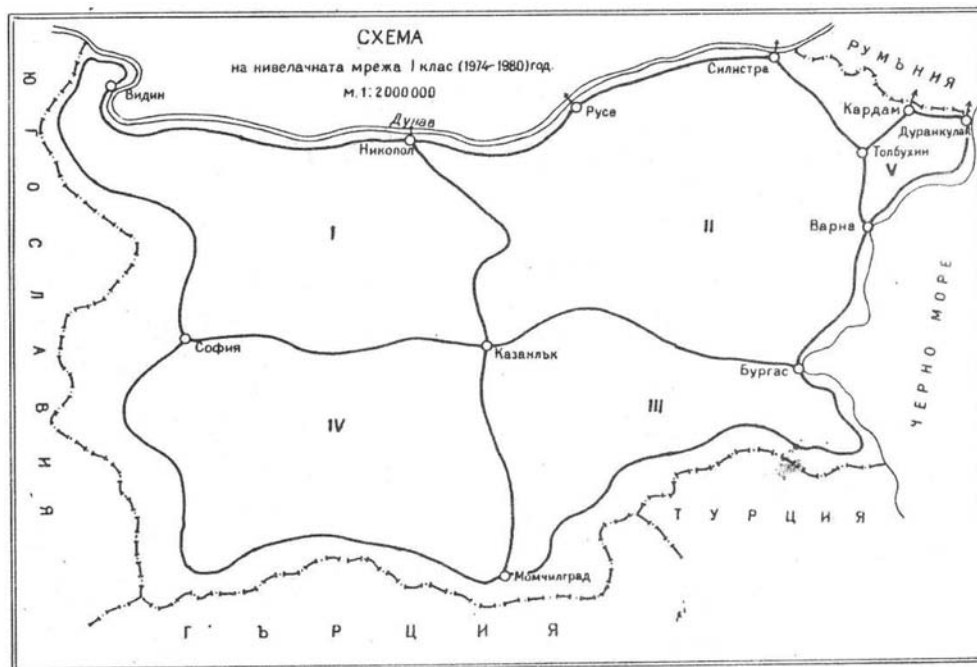 СХЕМА
на нивелачната мрежа I клас (1974-1980) год.
м. 1:2000000
ЮГОСЛАВИЯ
РУМЪНИЯ
Видин
Дунав
Никопол
Русе
Силистра
Кардам
Дуранкулак
Толбухин
V
Варна
I
II
ЧЕРНО МОРЕ
София
Казанлък
Бургас
III
IV
ТУРЦИЯ
Момчилград
ГЪРЦИЯ